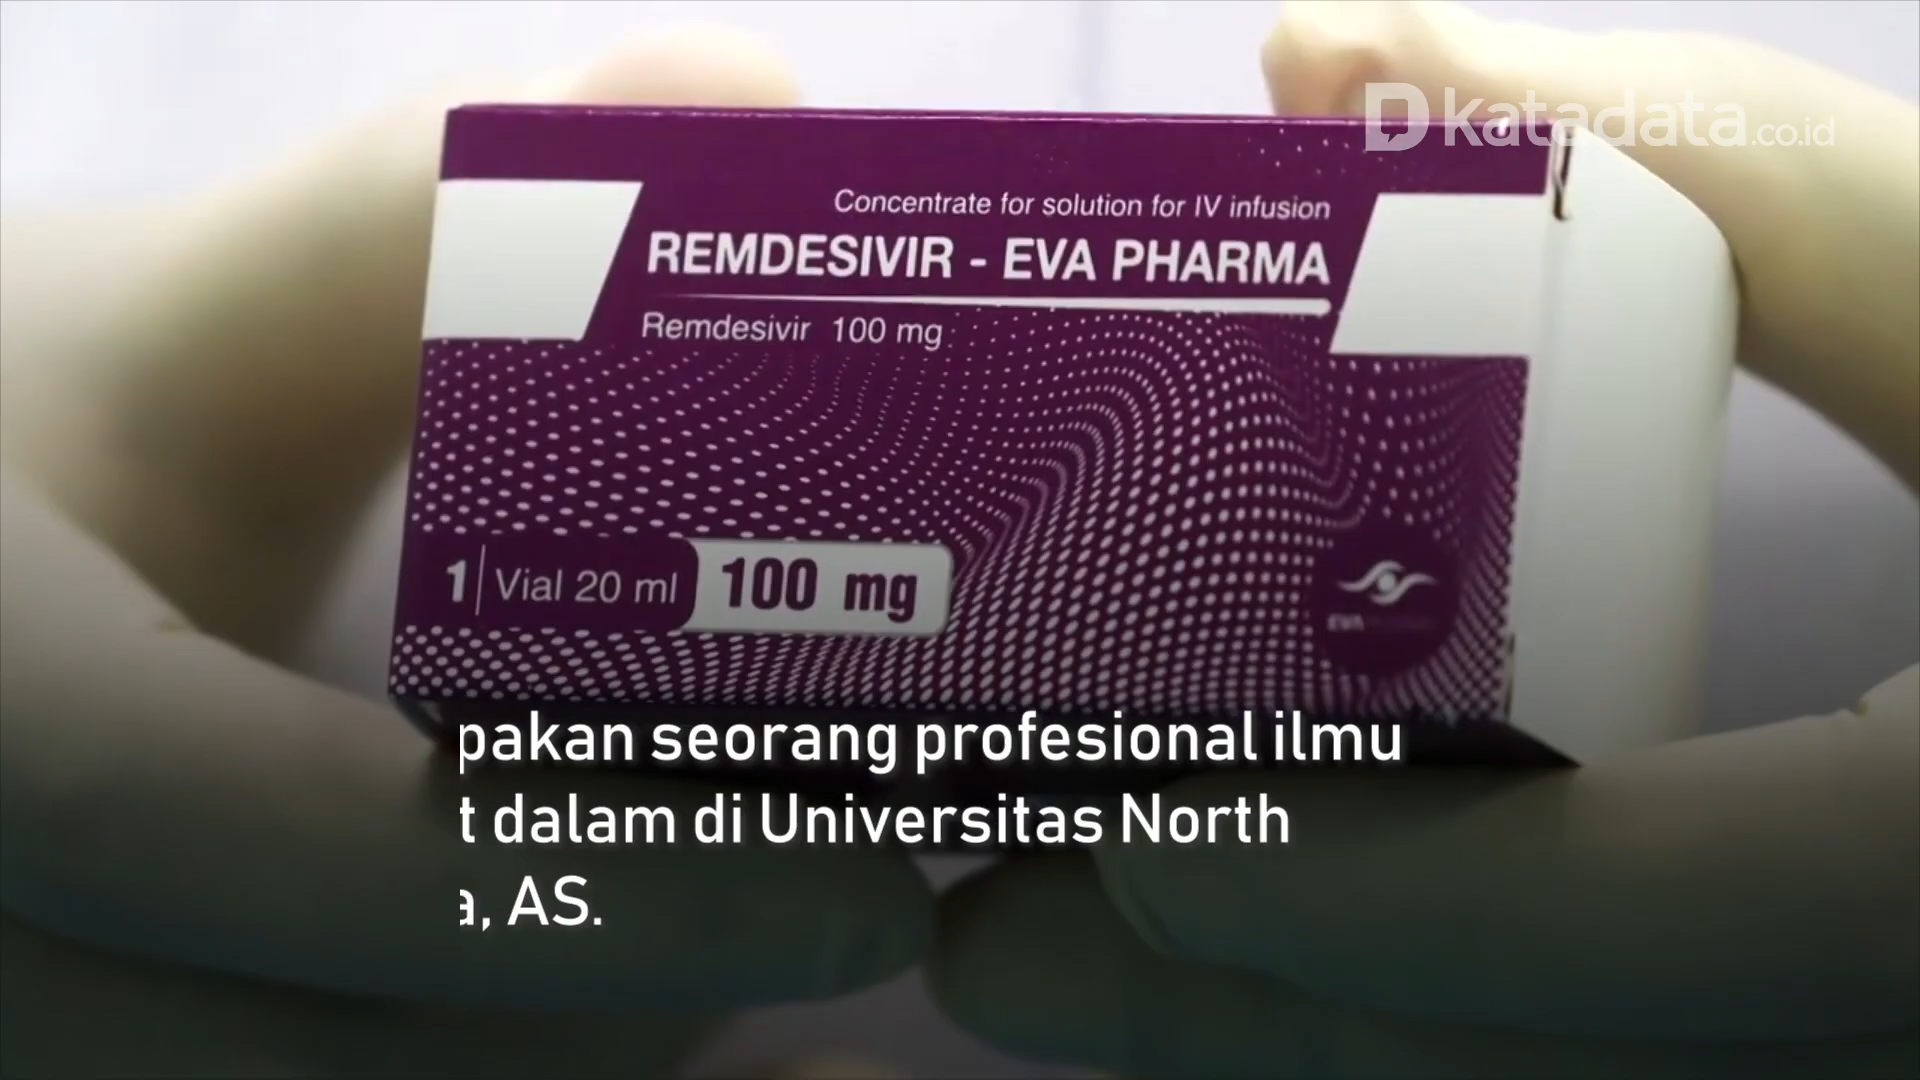 katadata.co.id
Concentrate for solution for IV infusion
REMDESIVIR - EVA PHARMA
Remdesivir 100 mg
1 Vial 20 ml 100 mg
EVA
pakan seorang profesional ilmu
t dalam di Universitas North
a, AS.